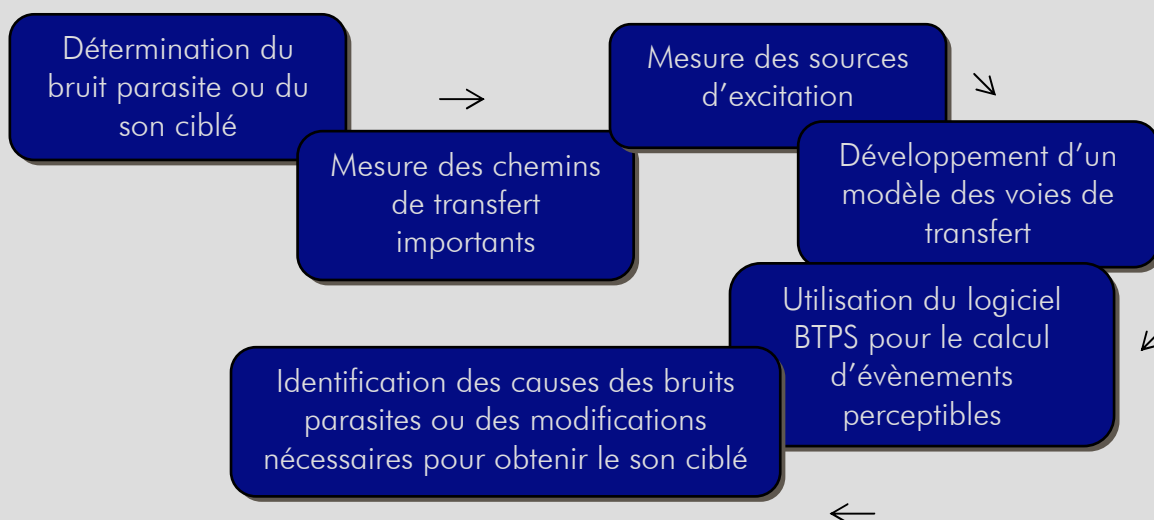 Détermination du
bruit parasite ou du
son ciblé
Mesure des chemins
de transfert
importants
Mesure des sources
d’excitation
Développement d’un
modèle des voies de
transfert
Utilisation du logiciel
BTPS pour le calcul
d’évènements
perceptibles
Identification des causes des bruits
parasites ou des modifications
nécessaires pour obtenir le son ciblé